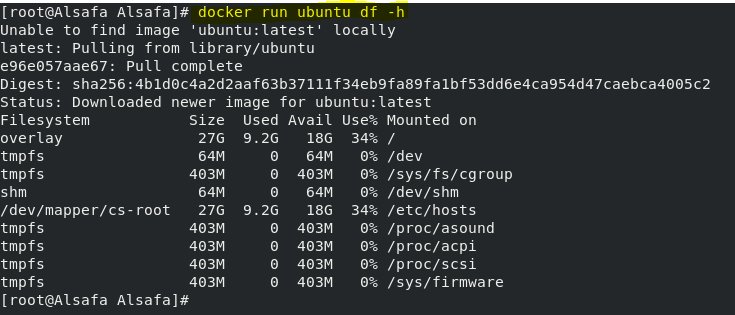 [root@Alsafa Alsafa]# docker run ubuntu df -h
Unable to find image 'ubuntu:latest' locally
latest: Pulling from library/ubuntu
e96e057aae67: Pull complete
Digest: sha256:4b1d0c4a2d2aaf63b37111f34eb9fa89fa1bf53dd6e4ca954d47caebca4005c2
Status: Downloaded newer image for ubuntu:latest
Filesystem           Size  Used Avail Use% Mounted on
overlay               27G  9.2G   18G  34% /
tmpfs                 64M     0   64M   0% /dev
tmpfs                403M     0  403M   0% /sys/fs/cgroup
shm                   64M     0   64M   0% /dev/shm
/dev/mapper/cs-root   27G  9.2G   18G  34% /etc/hosts
tmpfs                403M     0  403M   0% /proc/asound
tmpfs                403M     0  403M   0% /proc/acpi
tmpfs                403M     0  403M   0% /proc/scsi
tmpfs                403M     0  403M   0% /sys/firmware
[root@Alsafa Alsafa]#